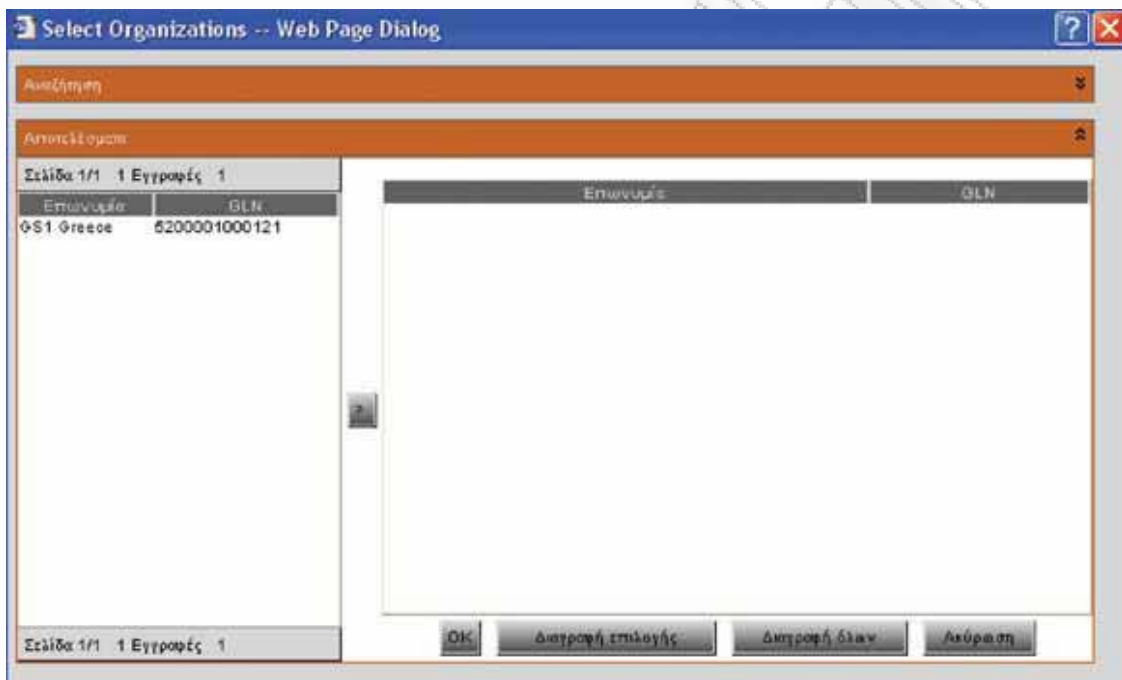 Select Organizations -- Web Page Dialog
Αναζήτηση
Αποτελέσματα
Σελίδα 1/1 1 Εγγραφές 1
Επωνυμία GLN
GS1 Greece 5200001000121
Επωνυμία GLN
>
Σελίδα 1/1 1 Εγγραφές 1
OK Διαγραφή επιλογής Διαγραφή όλων Ακύρωση